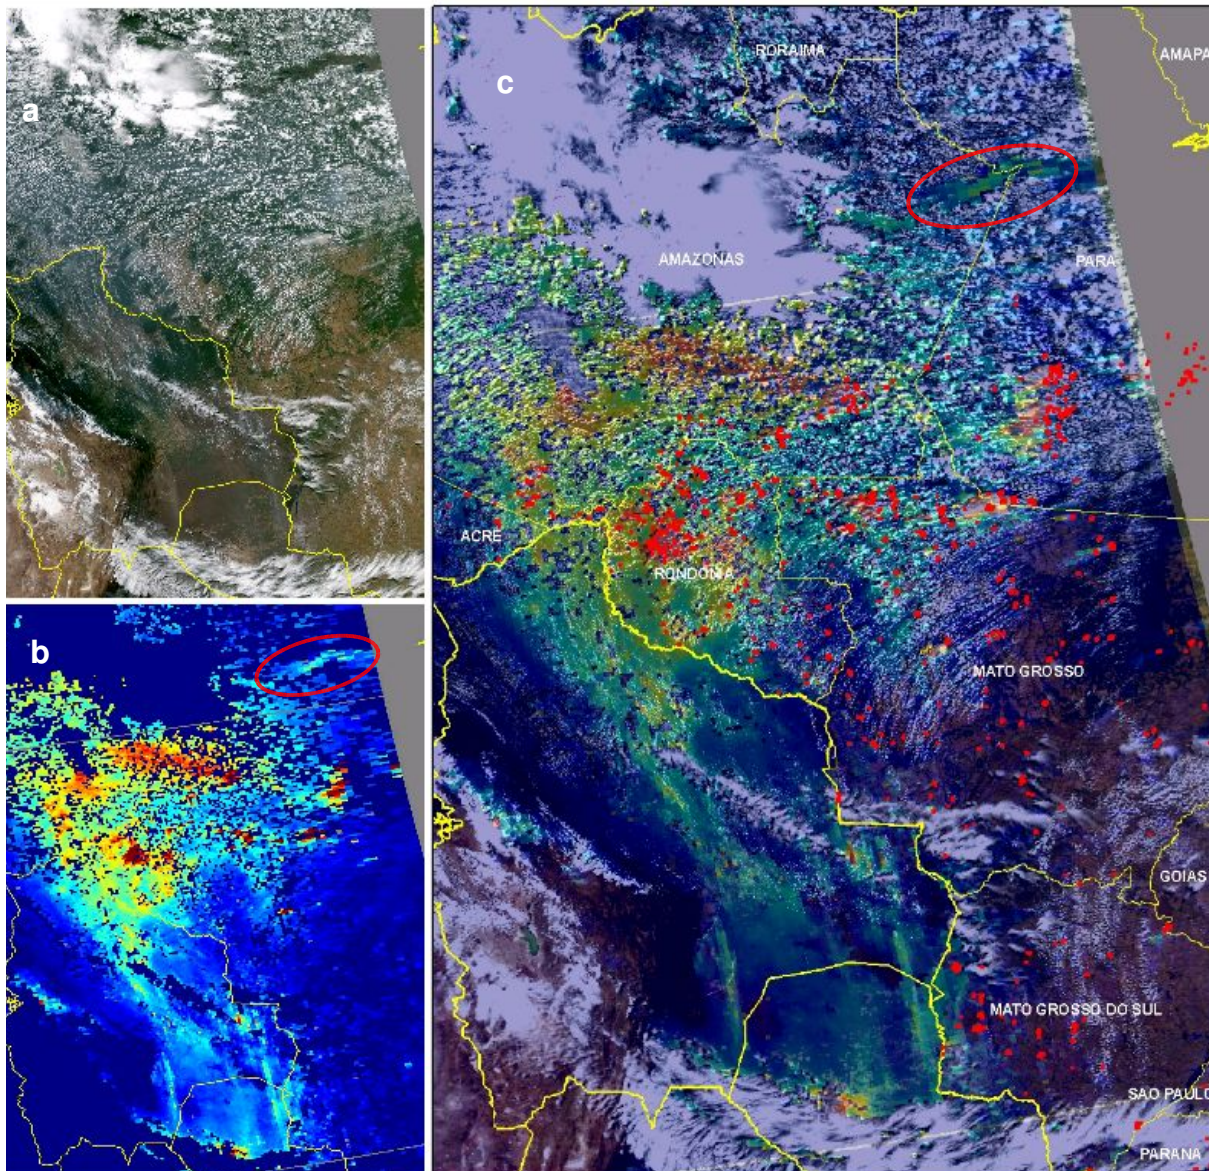 a
b
c
RORAIMA
AMAPA
AMAZONAS
PARA
ACRE
RONDONIA
MATO GROSSO
GOIAS
MATO GROSSO DO SUL
SAO PAULO
PARANA